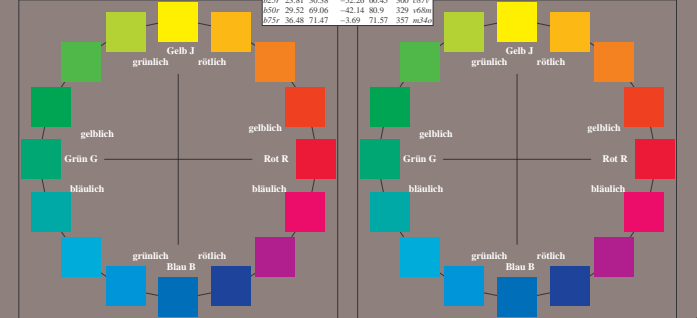 b50r 29.52 69.06 −42.14 80.9 329 v68m
b75r 36.48 71.47 −3.69 71.57 357 m34o
Gelb J
grünlich rötlich
gelblich
gelblich
Grün G
Rot R
bläulich
bläulich
grünlich rötlich
Blau B
Gelb J
grünlich rötlich
gelblich
gelblich
Grün G
Rot R
bläulich
bläulich
grünlich rötlich
Blau B